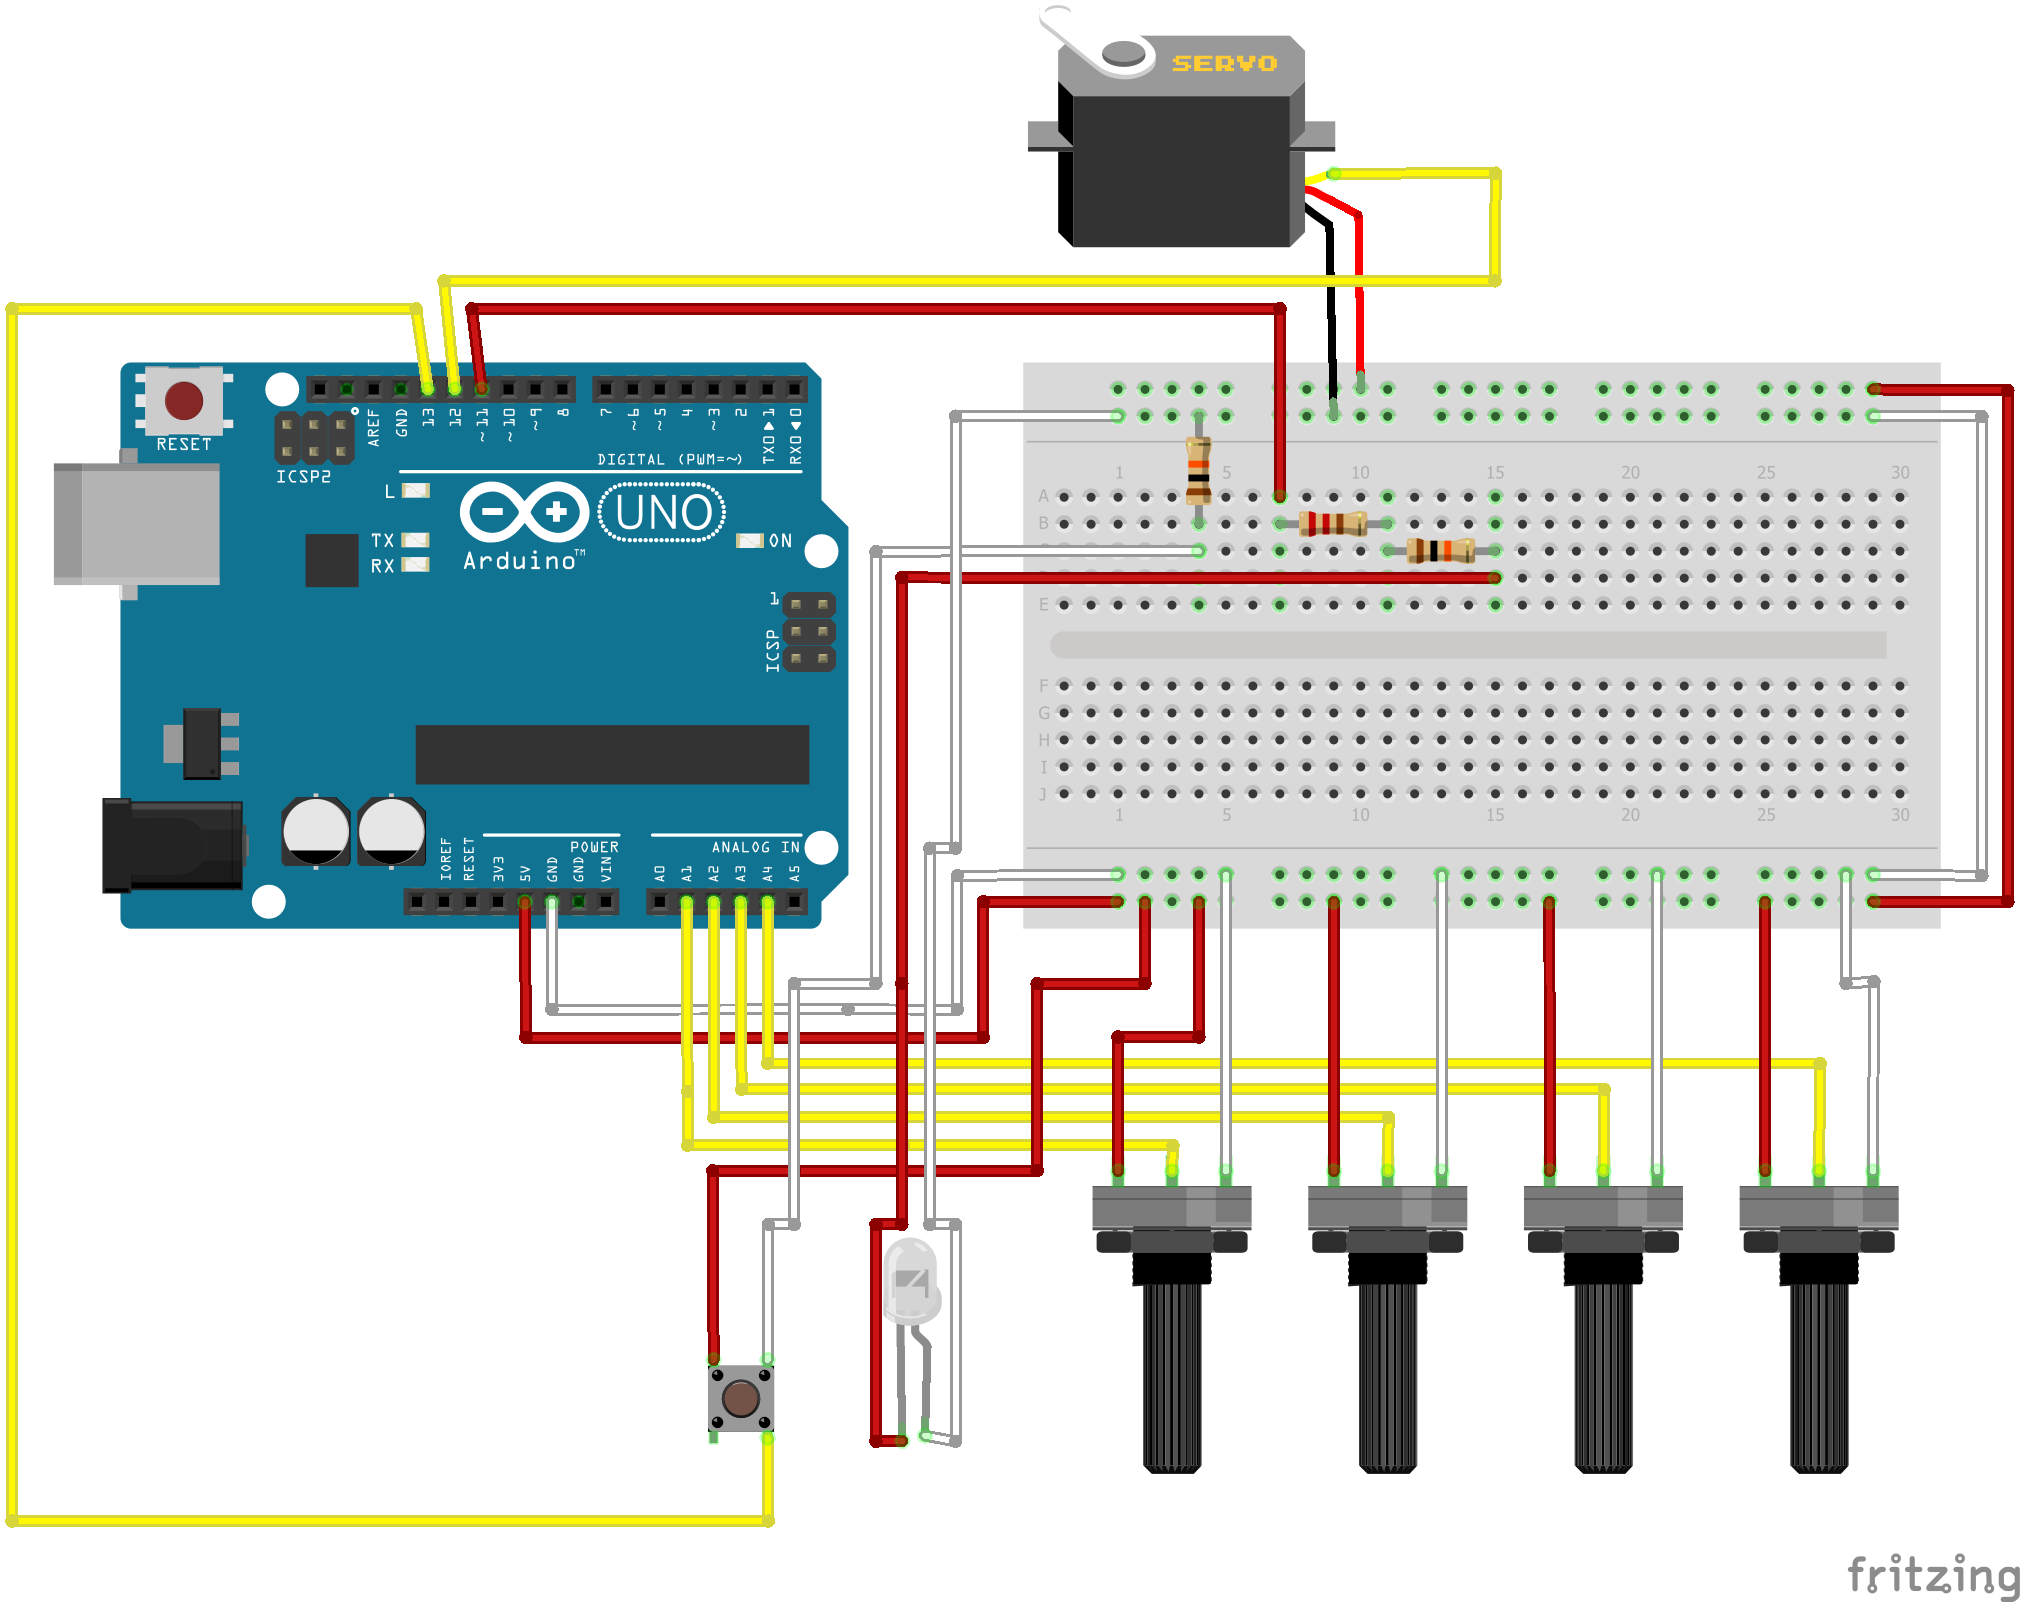 SERVO
RESET
ICSP2
AREF
GND
13
12
~11
~10
~9
8
7
~6
~5
4
~3
2
TX0▶1
RX0◀0
DIGITAL (PWM=~)
L
TX
RX
UNO
Arduino™
ON
1
ICSP
IOREF
RESET
3V3
5V
GND
GND
VIN
POWER
A0
A1
A2
A3
A4
A5
ANALOG IN
1 5 10 15 20 25 30
A
B
E
F
G
H
I
J
1 5 10 15 20 25 30
fritzing